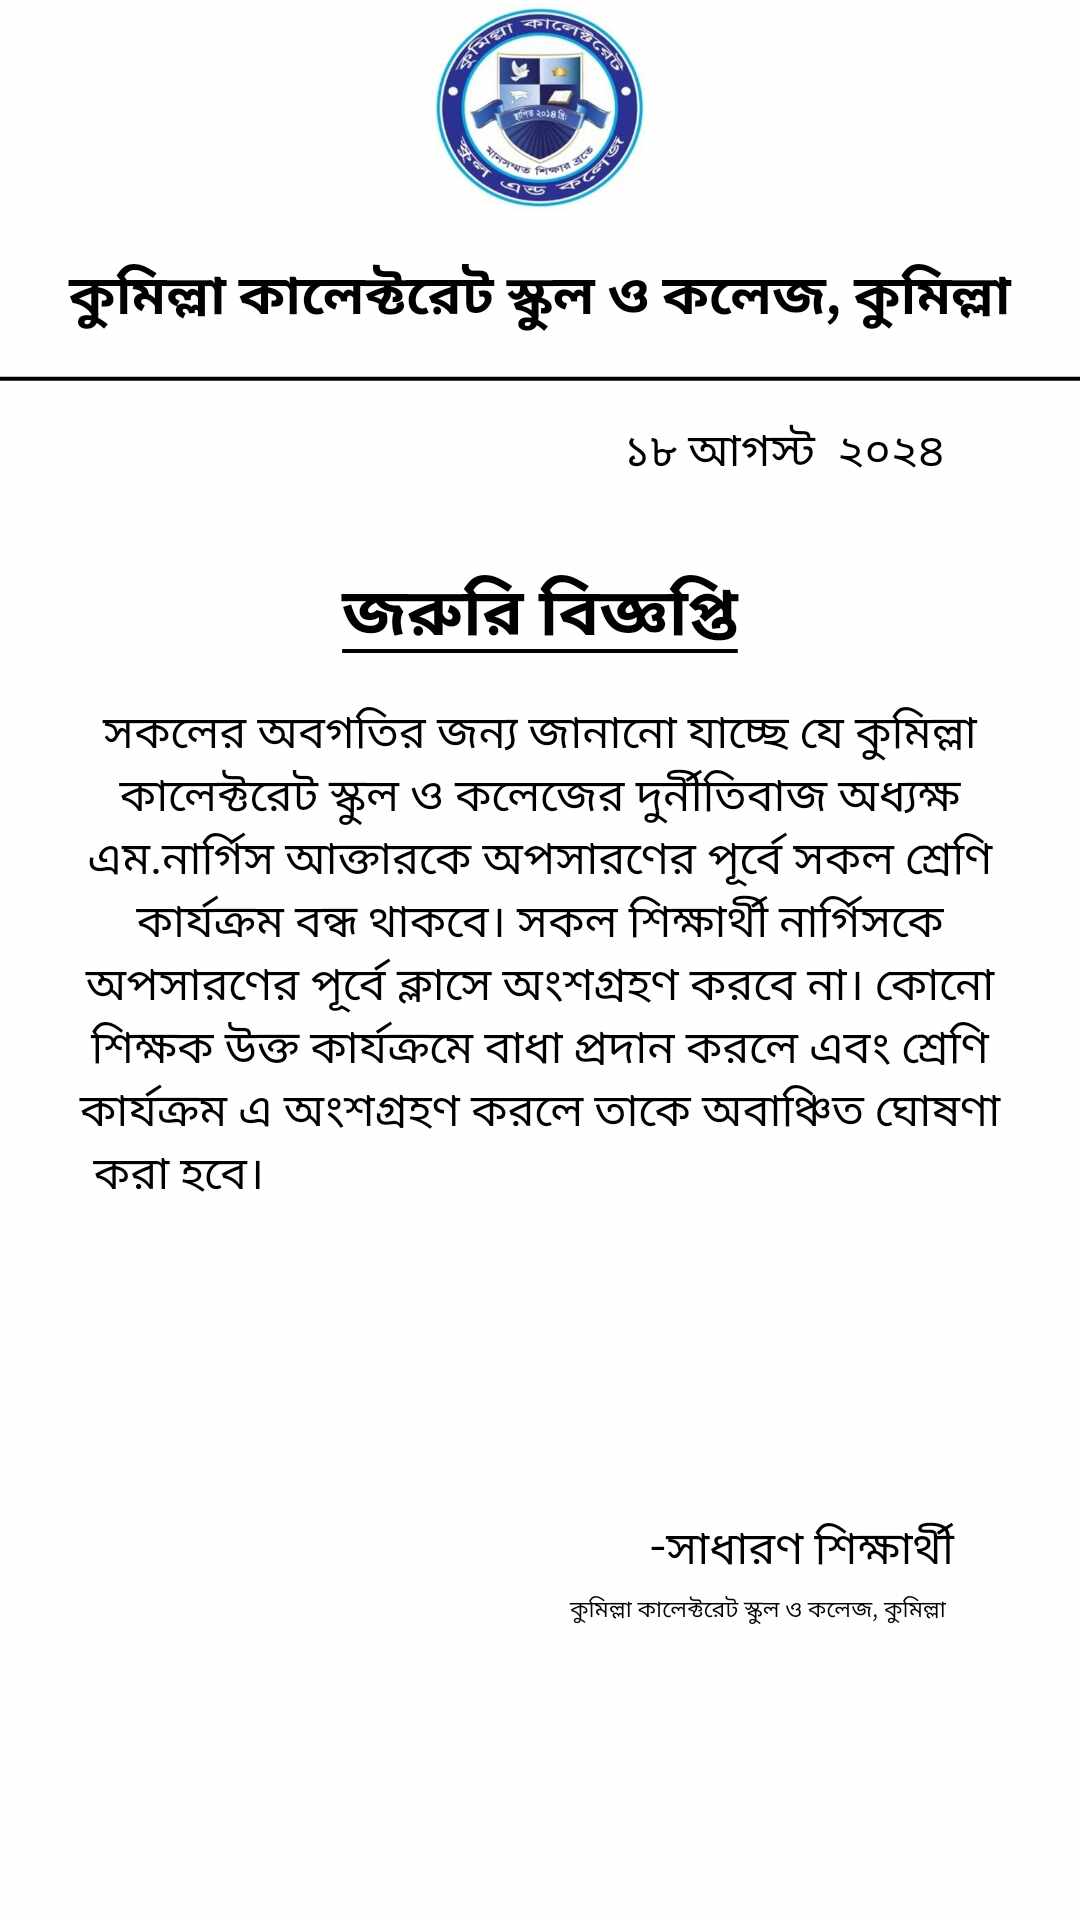 কুমিল্লা কালেক্টরেট
স্থাপিত ২০১৪ খ্রি:
মানসম্মত শিক্ষার ব্রতে
স্কুল এন্ড কলেজ
কুমিল্লা কালেক্টরেট স্কুল ও কলেজ, কুমিল্লা
১৮ আগস্ট ২০২৪
জরুরি বিজ্ঞপ্তি
সকলের অবগতির জন্য জানানো যাচ্ছে যে কুমিল্লা
কালেক্টরেট স্কুল ও কলেজের দুর্নীতিবাজ অধ্যক্ষ
এম.নার্গিস আক্তারকে অপসারণের পূর্বে সকল শ্রেণি
কার্যক্রম বন্ধ থাকবে। সকল শিক্ষার্থী নার্গিসকে
অপসারণের পূর্বে ক্লাসে অংশগ্রহণ করবে না। কোনো
শিক্ষক উক্ত কার্যক্রমে বাধা প্রদান করলে এবং শ্রেণি
কার্যক্রম এ অংশগ্রহণ করলে তাকে অবাঞ্চিত ঘোষণা
করা হবে।
-সাধারণ শিক্ষার্থী
কুমিল্লা কালেক্টরেট স্কুল ও কলেজ, কুমিল্লা